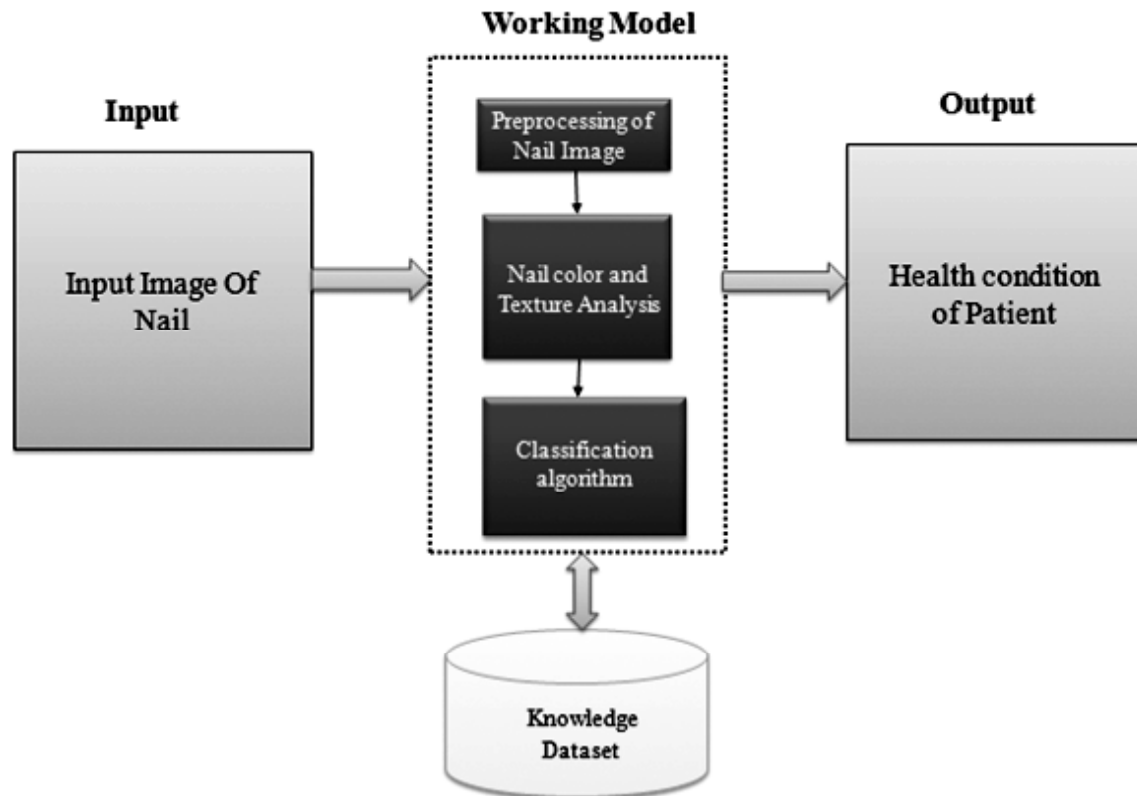 Working Model
Input
Output
Input Image Of
Nail
Preprocessing of
Nail Image
Nail color and
Texture Analysis
Classification
algorithm
Health condition
of Patient
Knowledge
Dataset